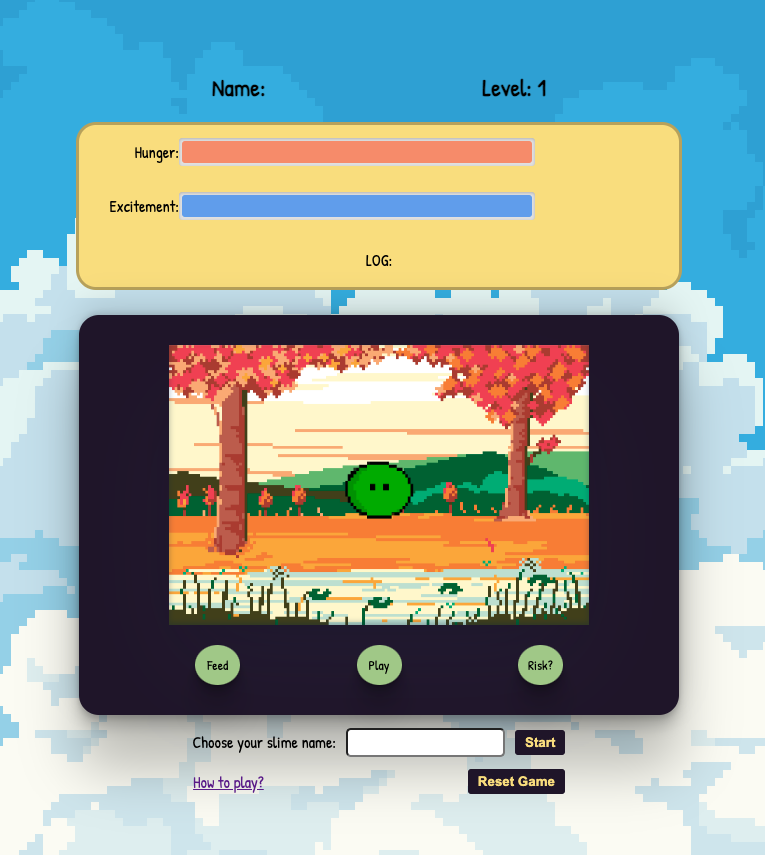 Name:
Level: 1
Hunger:
Excitement:
LOG:
Feed
Play
Risk?
Choose your slime name:
Start
How to play?
Reset Game